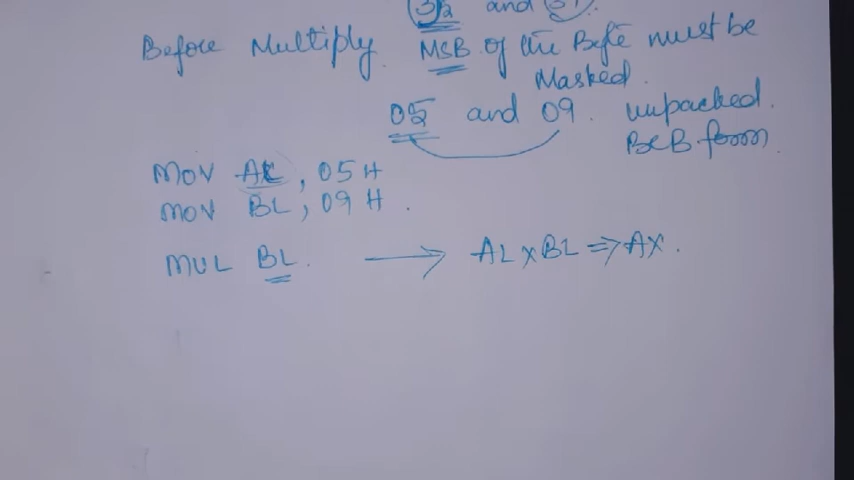 and
Before Multiply. MSB of the Byte must be
Masked.
05 and 09. unpacked.
BCB form
MOV AL, 05H
MOV BL, 09H.
MUL BL. → AL x BL ⇒ AX.